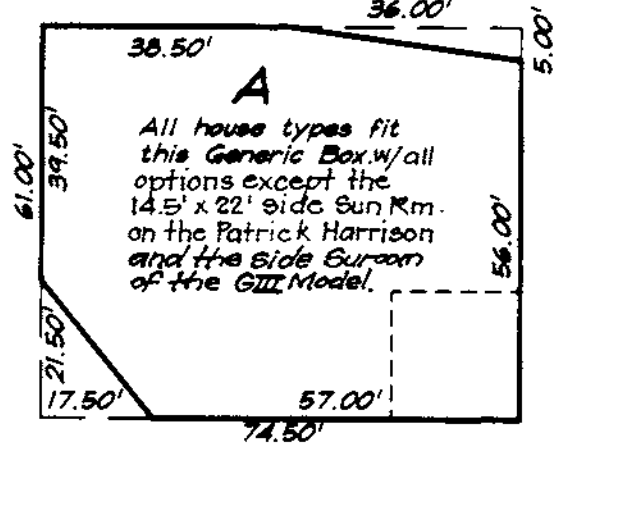 36.00'
38.50'
5.00'
A
All house types fit
this Generic Box.w/all
options except the
14.5' x 22' side Sun Rm.
on the Patrick Harrison
and the side Suroom
of the GIII Model.
61.00'
39.50'
56.00'
21.50'
17.50'
57.00'
74.50'